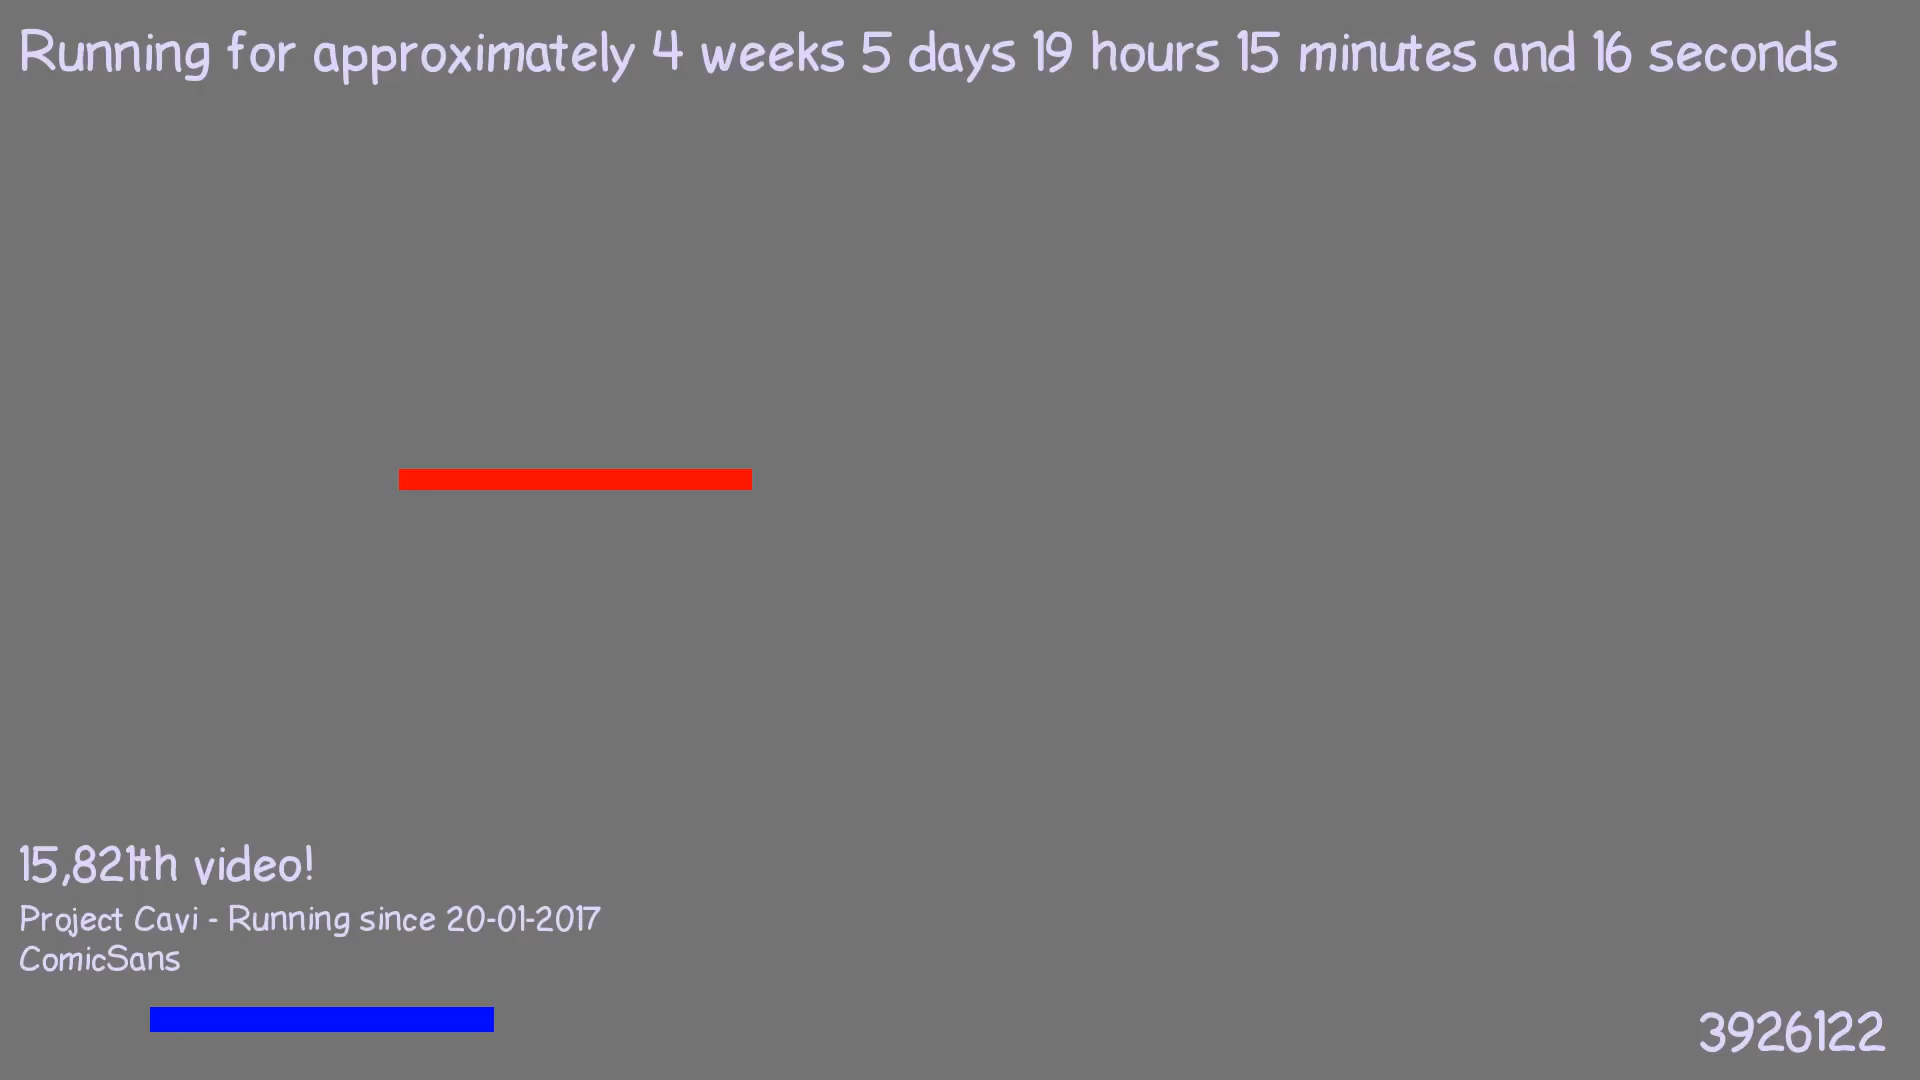 Running for approximately 4 weeks 5 days 19 hours 15 minutes and 16 seconds
15,821th video!
Project Cavi - Running since 20-01-2017
ComicSans
3926122